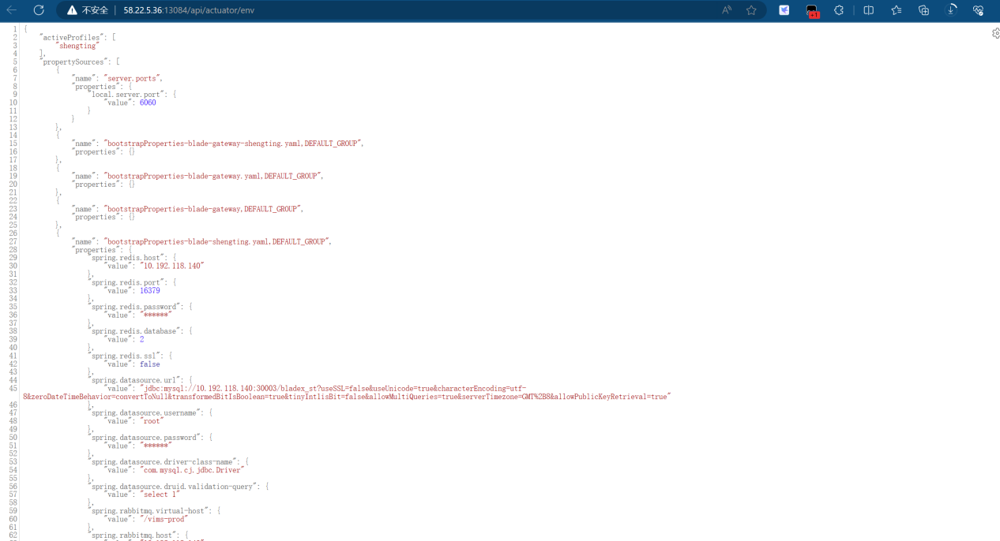 不安全 58.22.5.36:13084/api/actuator/env
+1
1 {
2 "activeProfiles": [
3 "shengting"
4 ],
5 "propertySources": [
6 {
7 "name": "server.ports",
8 "properties": {
9 "local.server.port": {
10 "value": 6060
11 }
12 }
13 },
14 {
15 "name": "bootstrapProperties-blade-gateway-shengting.yaml,DEFAULT_GROUP",
16 "properties": {}
17 },
18 {
19 "name": "bootstrapProperties-blade-gateway.yaml,DEFAULT_GROUP",
20 "properties": {}
21 },
22 {
23 "name": "bootstrapProperties-blade-gateway,DEFAULT_GROUP",
24 "properties": {}
25 },
26 {
27 "name": "bootstrapProperties-blade-shengting.yaml,DEFAULT_GROUP",
28 "properties": {
29 "spring.redis.host": {
30 "value": "10.192.118.140"
31 },
32 "spring.redis.port": {
33 "value": 16379
34 },
35 "spring.redis.password": {
36 "value": "******"
37 },
38 "spring.redis.database": {
39 "value": 2
40 },
41 "spring.redis.ssl": {
42 "value": false
43 },
44 "spring.datasource.url": {
45 "value": "jdbc:mysql://10.192.118.140:30003/bladex_st?useSSL=false&useUnicode=true&characterEncoding=utf-
8&zeroDateTimeBehavior=convertToNull&transformedBitIsBoolean=true&tinyInt1isBit=false&allowMultiQueries=true&serverTimezone=GMT%2B8&allowPublicKeyRetrieval=true"
46 },
47 "spring.datasource.username": {
48 "value": "root"
49 },
50 "spring.datasource.password": {
51 "value": "******"
52 },
53 "spring.datasource.driver-class-name": {
54 "value": "com.mysql.cj.jdbc.Driver"
55 },
56 "spring.datasource.druid.validation-query": {
57 "value": "select 1"
58 },
59 "spring.rabbitmq.virtual-host": {
60 "value": "/vims-prod"
61 },
62 "spring.rabbitmq.host": {